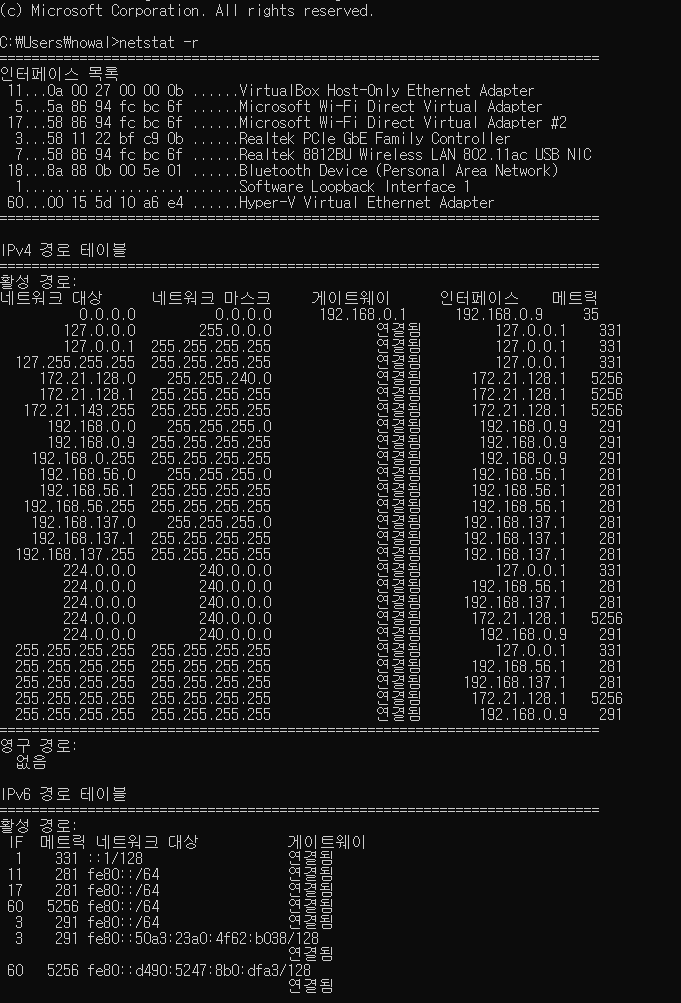 (c) Microsoft Corporation. All rights reserved.
C:₩Users₩nowal>netstat -r
===========================================================================
인터페이스 목록
11...0a 00 27 00 00 0b ......VirtualBox Host-Only Ethernet Adapter
5...5a 86 94 fc bc 6f ......Microsoft Wi-Fi Direct Virtual Adapter
17...58 86 94 fc bc 6f ......Microsoft Wi-Fi Direct Virtual Adapter #2
3...58 11 22 bf c9 0b ......Realtek PCIe GbE Family Controller
7...58 86 94 fc bc 6f ......Realtek 8812BU Wireless LAN 802.11ac USB NIC
18...8a 88 0b 00 5e 01 ......Bluetooth Device (Personal Area Network)
1...........................Software Loopback Interface 1
60...00 15 5d 10 a6 e4 ......Hyper-V Virtual Ethernet Adapter
===========================================================================
IPv4 경로 테이블
===========================================================================
활성 경로:
네트워크 대상 네트워크 마스크 게이트웨이 인터페이스 메트릭
0.0.0.0 0.0.0.0 192.168.0.1 192.168.0.9 35
127.0.0.0 255.0.0.0 연결됨 127.0.0.1 331
127.0.0.1 255.255.255.255 연결됨 127.0.0.1 331
127.255.255.255 255.255.255.255 연결됨 127.0.0.1 331
172.21.128.0 255.255.240.0 연결됨 172.21.128.1 5256
172.21.128.1 255.255.255.255 연결됨 172.21.128.1 5256
172.21.143.255 255.255.255.255 연결됨 172.21.128.1 5256
192.168.0.0 255.255.255.0 연결됨 192.168.0.9 291
192.168.0.9 255.255.255.255 연결됨 192.168.0.9 291
192.168.0.255 255.255.255.255 연결됨 192.168.0.9 291
192.168.56.0 255.255.255.0 연결됨 192.168.56.1 281
192.168.56.1 255.255.255.255 연결됨 192.168.56.1 281
192.168.56.255 255.255.255.255 연결됨 192.168.56.1 281
192.168.137.0 255.255.255.0 연결됨 192.168.137.1 281
192.168.137.1 255.255.255.255 연결됨 192.168.137.1 281
192.168.137.255 255.255.255.255 연결됨 192.168.137.1 281
224.0.0.0 240.0.0.0 연결됨 127.0.0.1 331
224.0.0.0 240.0.0.0 연결됨 192.168.56.1 281
224.0.0.0 240.0.0.0 연결됨 192.168.137.1 281
224.0.0.0 240.0.0.0 연결됨 172.21.128.1 5256
224.0.0.0 240.0.0.0 연결됨 192.168.0.9 291
255.255.255.255 255.255.255.255 연결됨 127.0.0.1 331
255.255.255.255 255.255.255.255 연결됨 192.168.56.1 281
255.255.255.255 255.255.255.255 연결됨 192.168.137.1 281
255.255.255.255 255.255.255.255 연결됨 172.21.128.1 5256
255.255.255.255 255.255.255.255 연결됨 192.168.0.9 291
===========================================================================
영구 경로:
없음
IPv6 경로 테이블
===========================================================================
활성 경로:
IF 메트릭 네트워크 대상 게이트웨이
1 331 ::1/128 연결됨
11 281 fe80::/64 연결됨
17 281 fe80::/64 연결됨
60 5256 fe80::/64 연결됨
3 291 fe80::/64 연결됨
3 291 fe80::50a3:23a0:4f62:b038/128
연결됨
60 5256 fe80::d490:5247:8b0:dfa3/128
연결됨